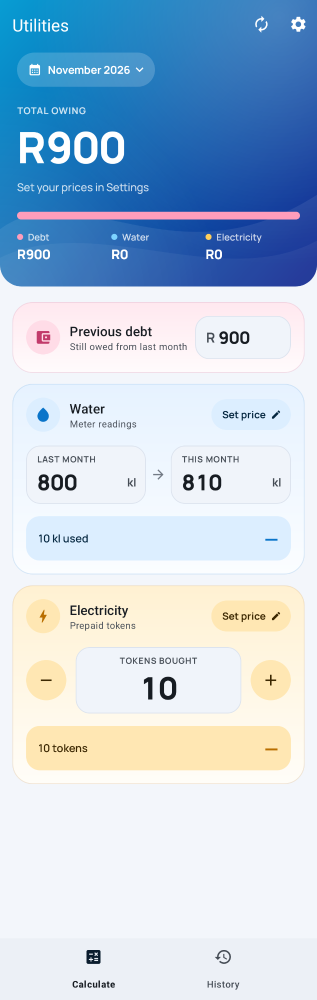 Utilities
November 2026
TOTAL OWING
R900
Set your prices in Settings
Debt Water Electricity
R900 R0 R0
Previous debt
Still owed from last month
R 900
Water
Meter readings
Set price
LAST MONTH
800 kl
THIS MONTH
810 kl
10 kl used —
Electricity
Prepaid tokens
Set price
TOKENS BOUGHT
− 10 +
10 tokens —
Calculate History